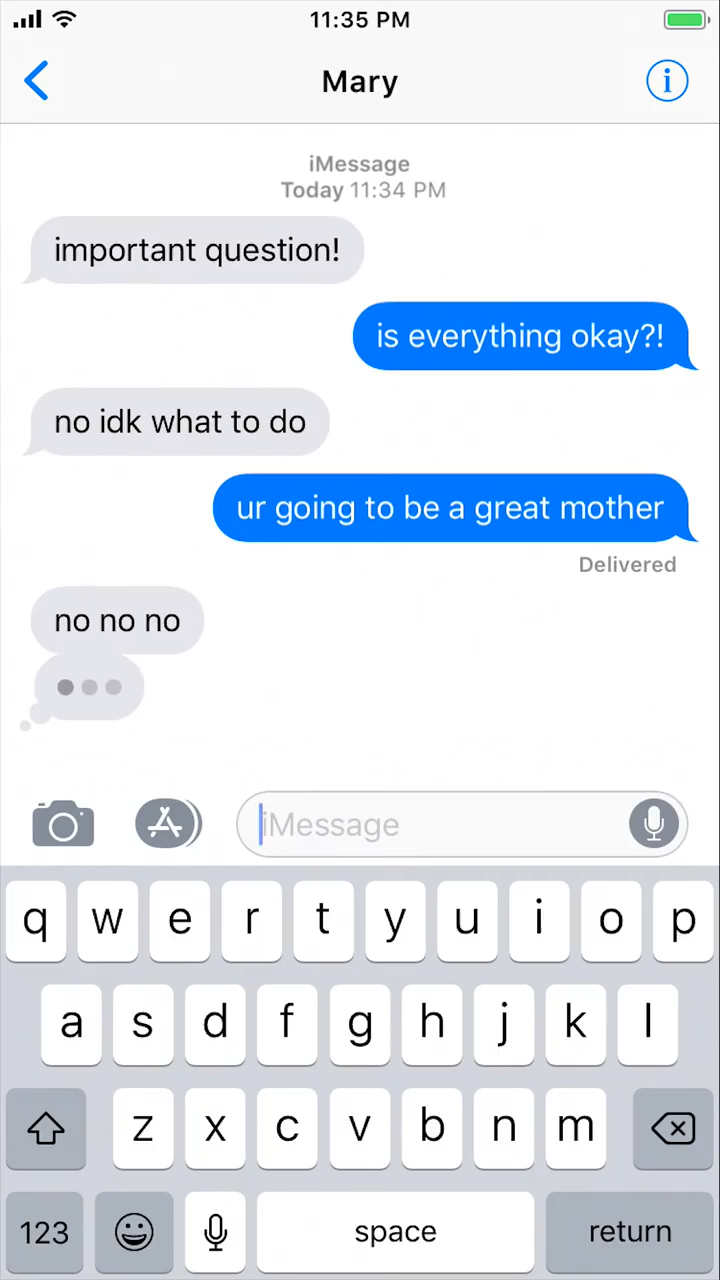 11:35 PM
Mary
iMessage
Today 11:34 PM
important question!
is everything okay?!
no idk what to do
ur going to be a great mother
Delivered
no no no
iMessage
q w e r t y u i o p
a s d f g h j k l
z x c v b n m
123 space return